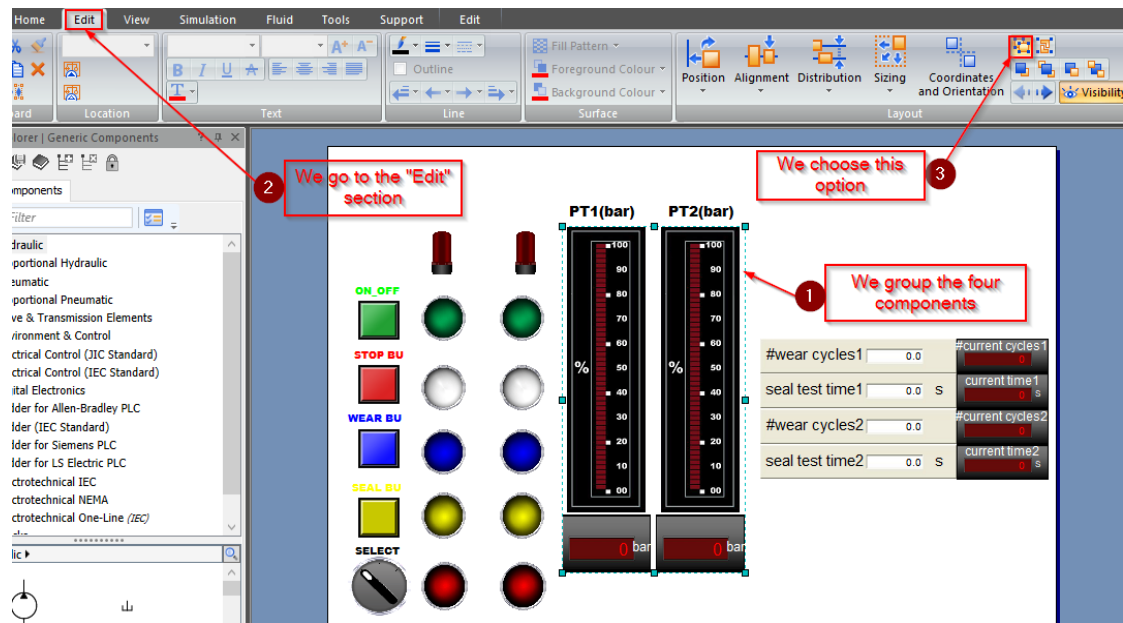 Home Edit View Simulation Fluid Tools Support Edit
A+ A-
B I U A
T
Outline
Fill Pattern
Foreground Colour
Background Colour
Position Alignment Distribution Sizing Coordinates
and Orientation
Visibility
ard Location Text Line Surface Layout
lorer | Generic Components ? X
mponents
Filter
draulic
oportional Hydraulic
eumatic
oportional Pneumatic
ve & Transmission Elements
vironment & Control
ctrical Control (JIC Standard)
ctrical Control (IEC Standard)
ital Electronics
dder for Allen-Bradley PLC
dder (IEC Standard)
dder for Siemens PLC
dder for LS Electric PLC
ctrotechnical IEC
ctrotechnical NEMA
ctrotechnical One-Line (IEC)
lic
2
We go to the "Edit"
section
We choose this
option
3
1
We group the four
components
ON_OFF
STOP BU
WEAR BU
SEAL BU
SELECT
PT1(bar) PT2(bar)
100 100
90 90
80 80
70 70
60 60
% 50 % 50
40 40
30 30
20 20
10 10
00 00
0 bar 0 bar
#wear cycles1 0.0 #current cycles1
0
seal test time1 0.0 s current time1
0 s
#wear cycles2 0.0 #current cycles2
0
seal test time2 0.0 s current time2
0 s